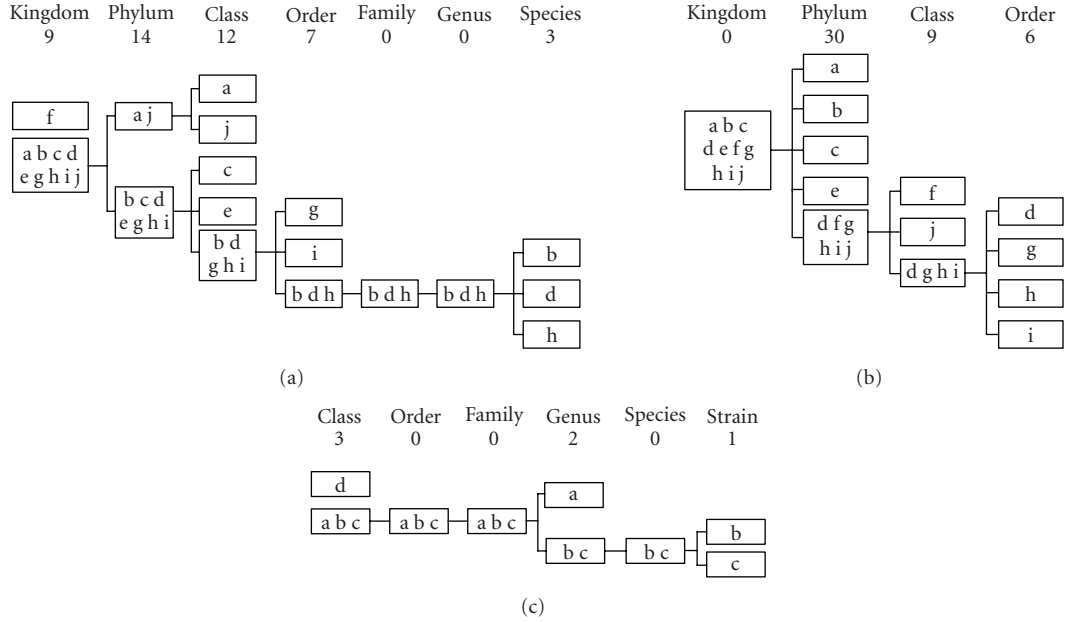 Kingdom Phylum Class Order Family Genus Species
9 14 12 7 0 0 3
f
a j
a
j
a b c d
e g h i j
b c d
e g h i
c
e
b d
g h i
g
i
b d h
b d h
b d h
b
d
h
(a)
Kingdom Phylum Class Order
0 30 9 6
a b c
d e f g
h i j
a
b
c
e
d f g
h i j
f
j
d g h i
d
g
h
i
(b)
Class Order Family Genus Species Strain
3 0 0 2 0 1
d
a b c
a b c
a b c
a
b c
b c
b
c
(c)